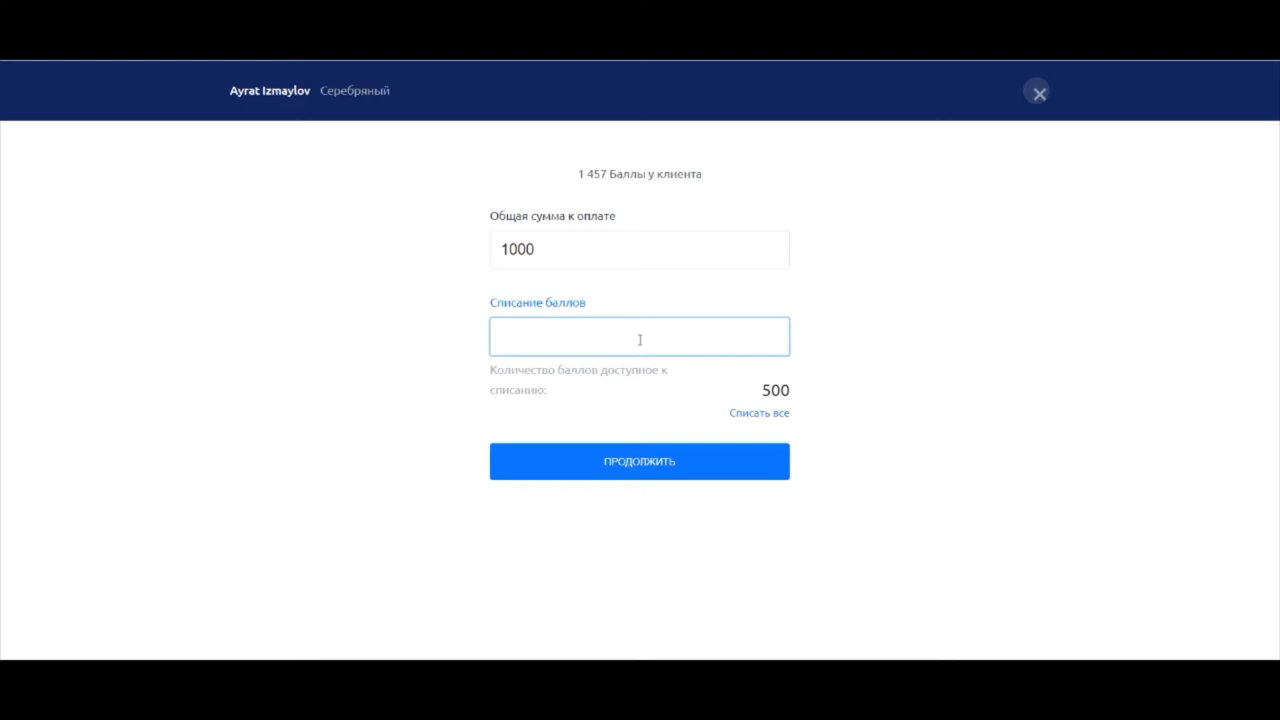 Ayrat Izmaylov Серебряный
1 457 Баллы у клиента
Общая сумма к оплате
1000
Списание баллов
Количество баллов доступное к
списанию:
500
Списать все
ПРОДОЛЖИТЬ